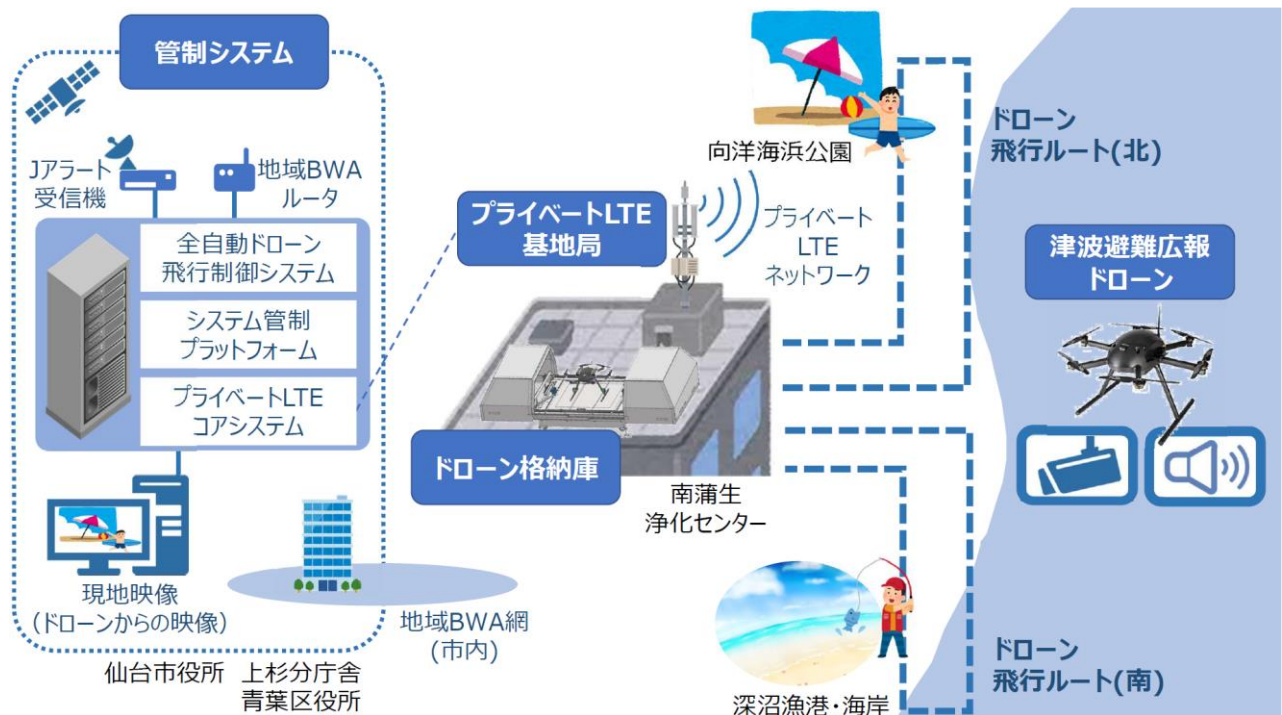 管制システム
Jアラート
受信機
地域BWA
ルータ
全自動ドローン
飛行制御システム
システム管制
プラットフォーム
プライベートLTE
コアシステム
現地映像
(ドローンからの映像)
仙台市役所
上杉分庁舎
青葉区役所
地域BWA網
(市内)
プライベートLTE
基地局
プライベート
LTE
ネットワーク
ドローン格納庫
南蒲生
浄化センター
向洋海浜公園
深沼漁港・海岸
ドローン
飛行ルート(北)
津波避難広報
ドローン
ドローン
飛行ルート(南)